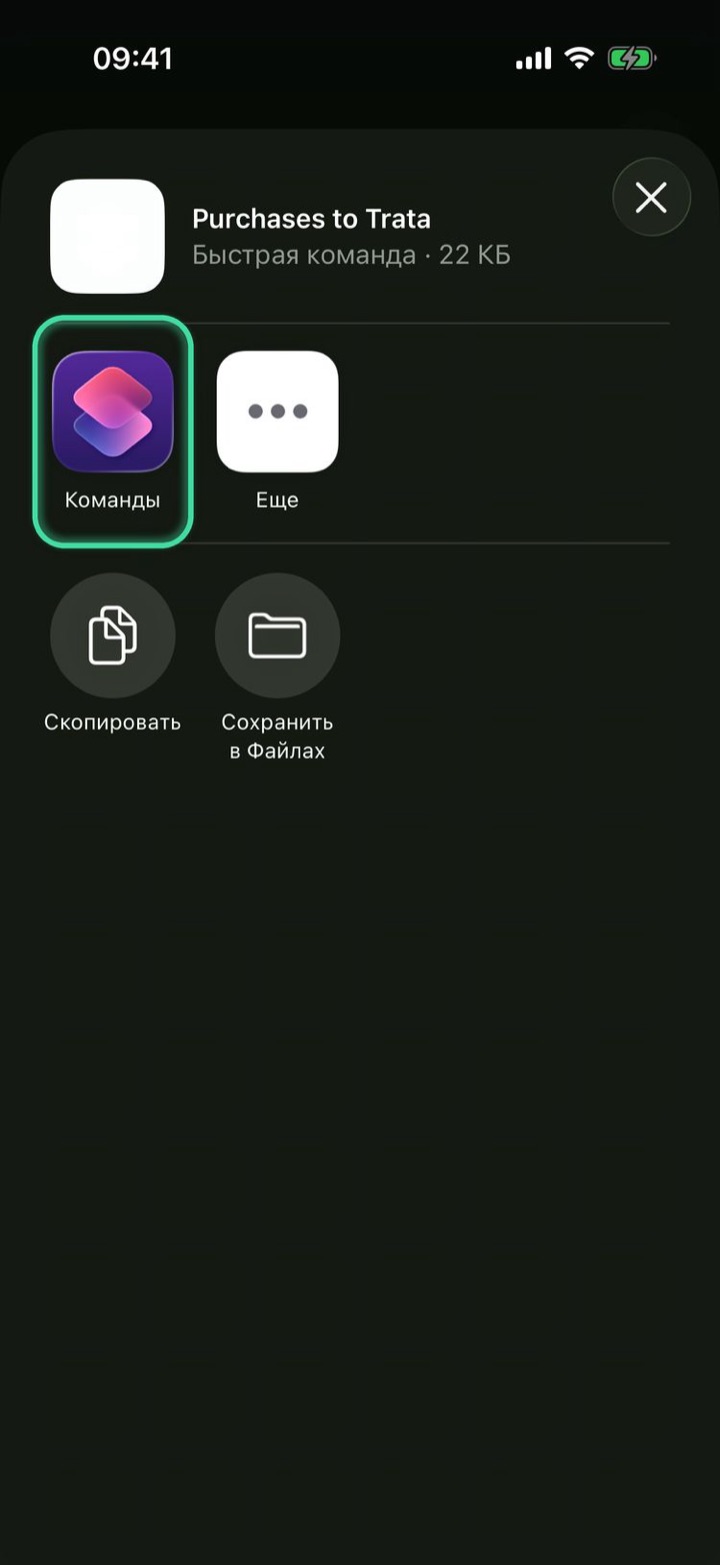 09:41
Purchases to Trata
Быстрая команда · 22 КБ
Команды
Еще
Скопировать
Сохранить
в Файлах